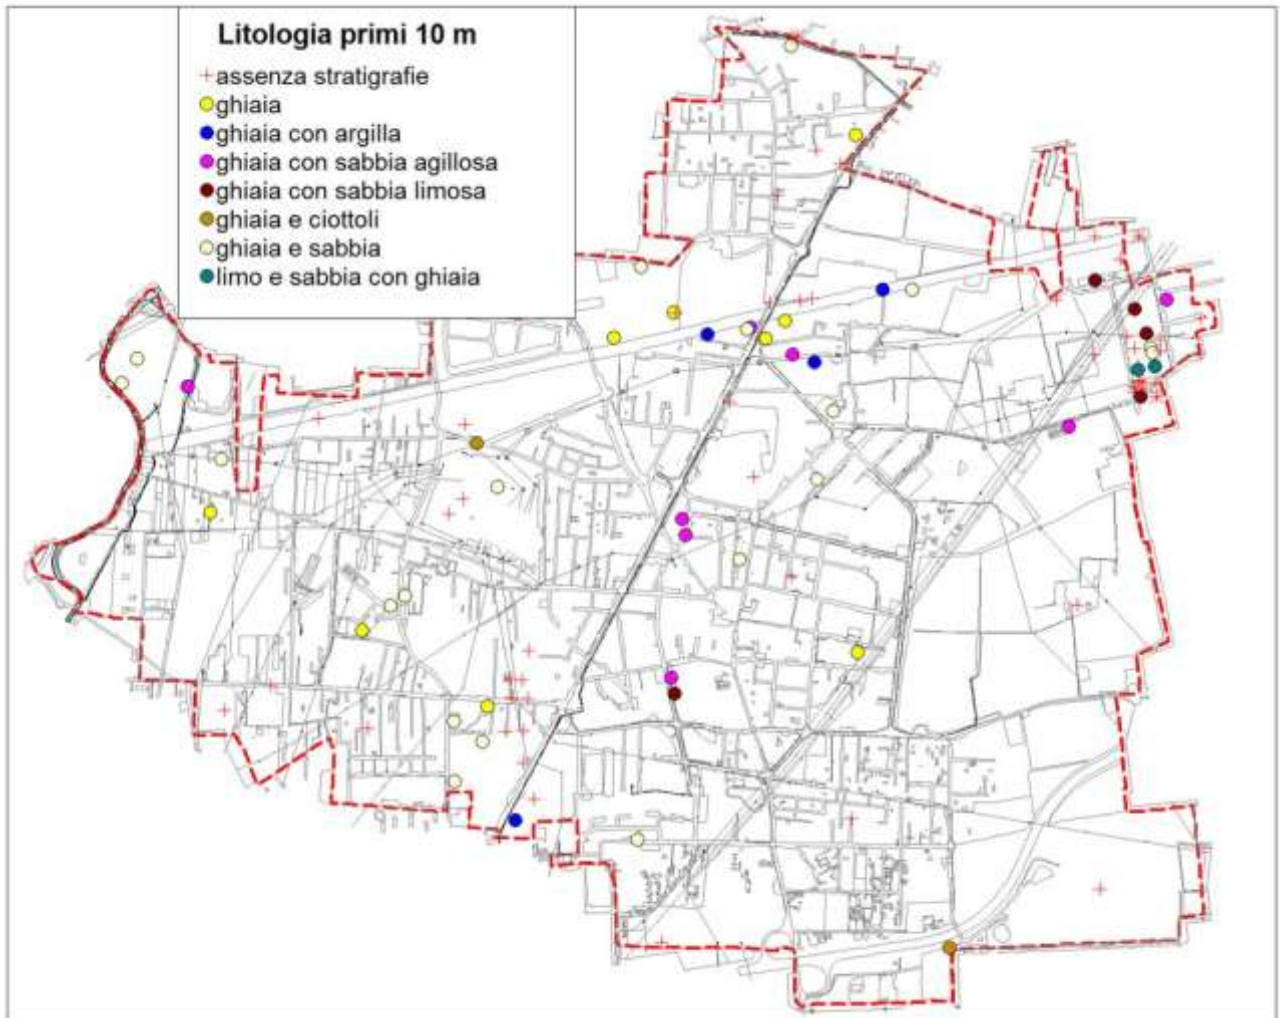 Litologia primi 10 m
assenza stratigrafie
ghiaia
ghiaia con argilla
ghiaia con sabbia agillosa
ghiaia con sabbia limosa
ghiaia e ciottoli
ghiaia e sabbia
limo e sabbia con ghiaia